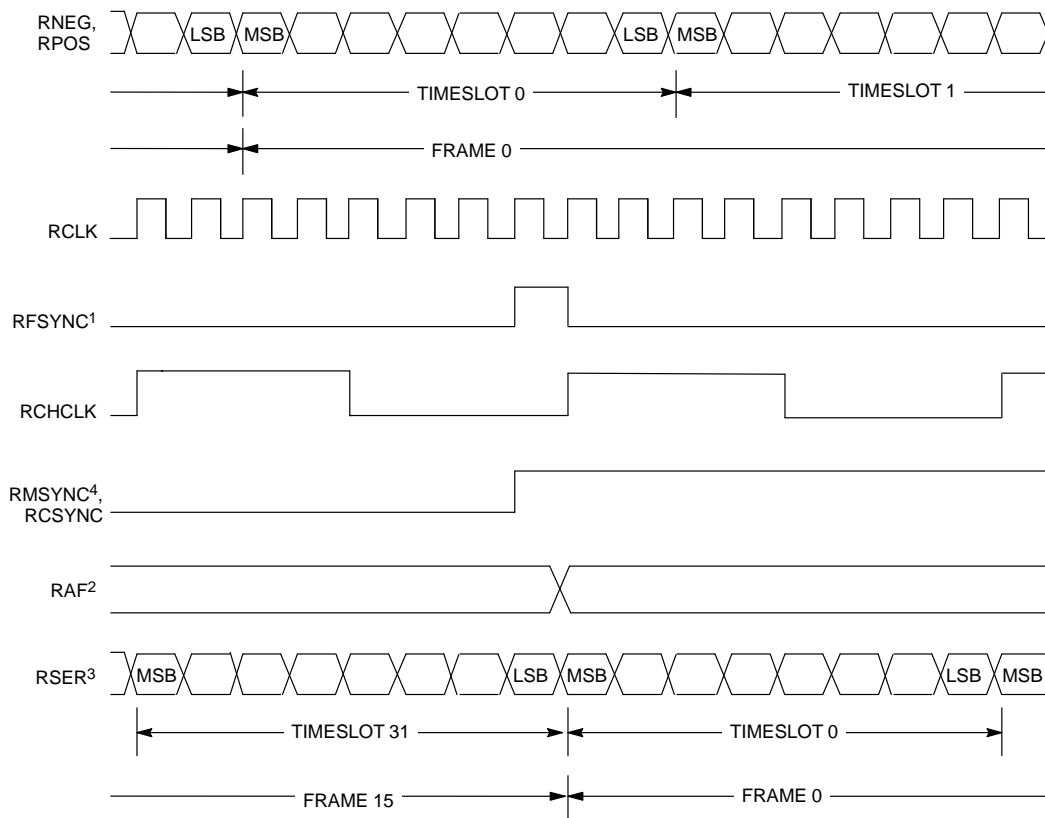 RNEG,
RPOS
LSB MSB LSB MSB
TIMESLOT 0 TIMESLOT 1
FRAME 0
RCLK
RFSYNC1
RCHCLK
RMSYNC4,
RCSYNC
RAF2
RSER3 MSB LSB MSB LSB MSB
TIMESLOT 31 TIMESLOT 0
FRAME 15 FRAME 0